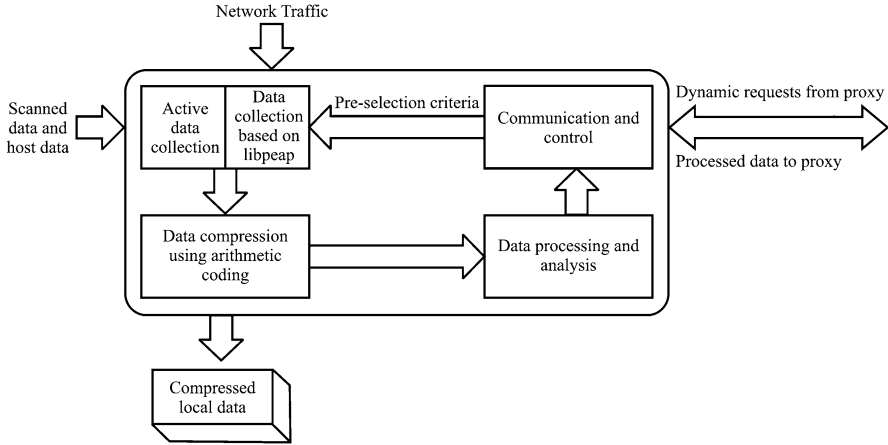 Network Traffic
Scanned
data and
host data
Active
data
collection
Data
collection
based on
libpeap
Pre-selection criteria
Communication and
control
Dynamic requests from proxy
Processed data to proxy
Data compression
using arithmetic
coding
Data processing and
analysis
Compressed
local data